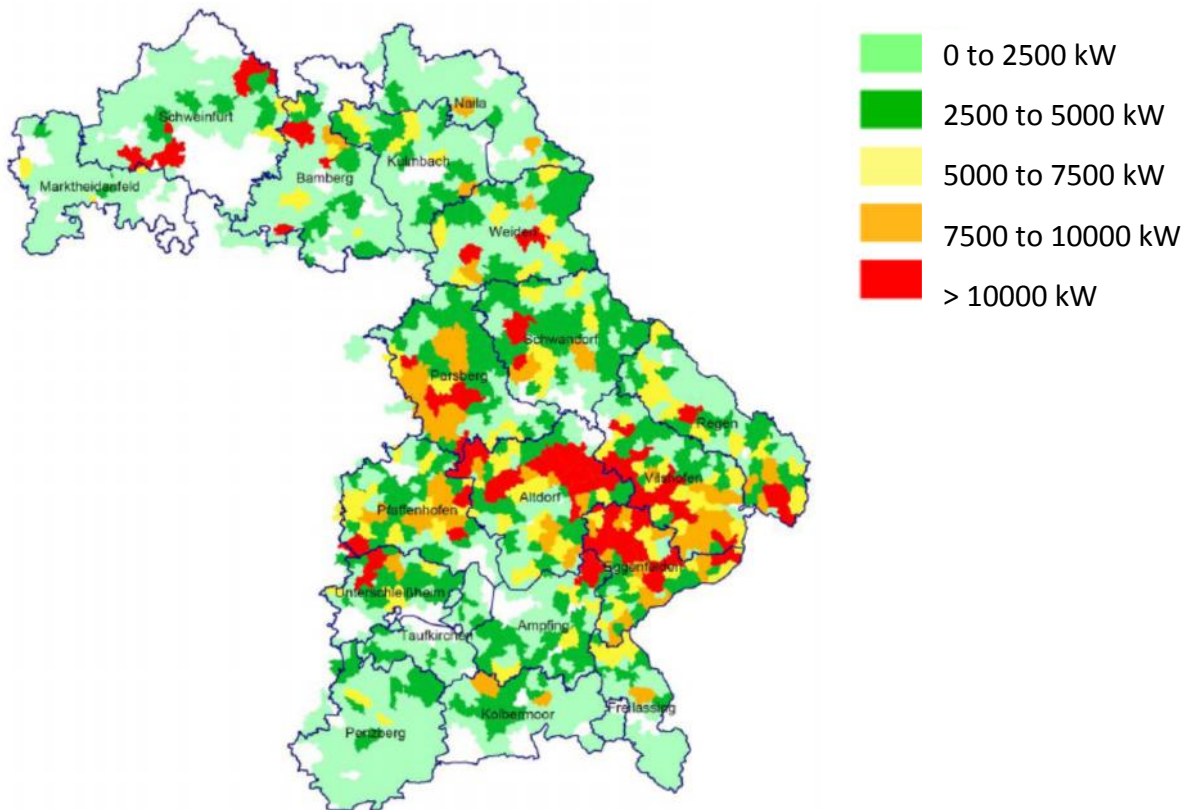 0 to 2500 kW
2500 to 5000 kW
5000 to 7500 kW
7500 to 10000 kW
> 10000 kW
Naila
Schweinfurt
Kulmbach
Bamberg
Marktheidenfeld
Weiden
Schwandorf
Parsberg
Regen
Vilshofen
Altdorf
Pfaffenhofen
Eggenfelden
Unterschleißheim
Ampfing
Taufkirchen
Freilassing
Kolbermoor
Penzberg